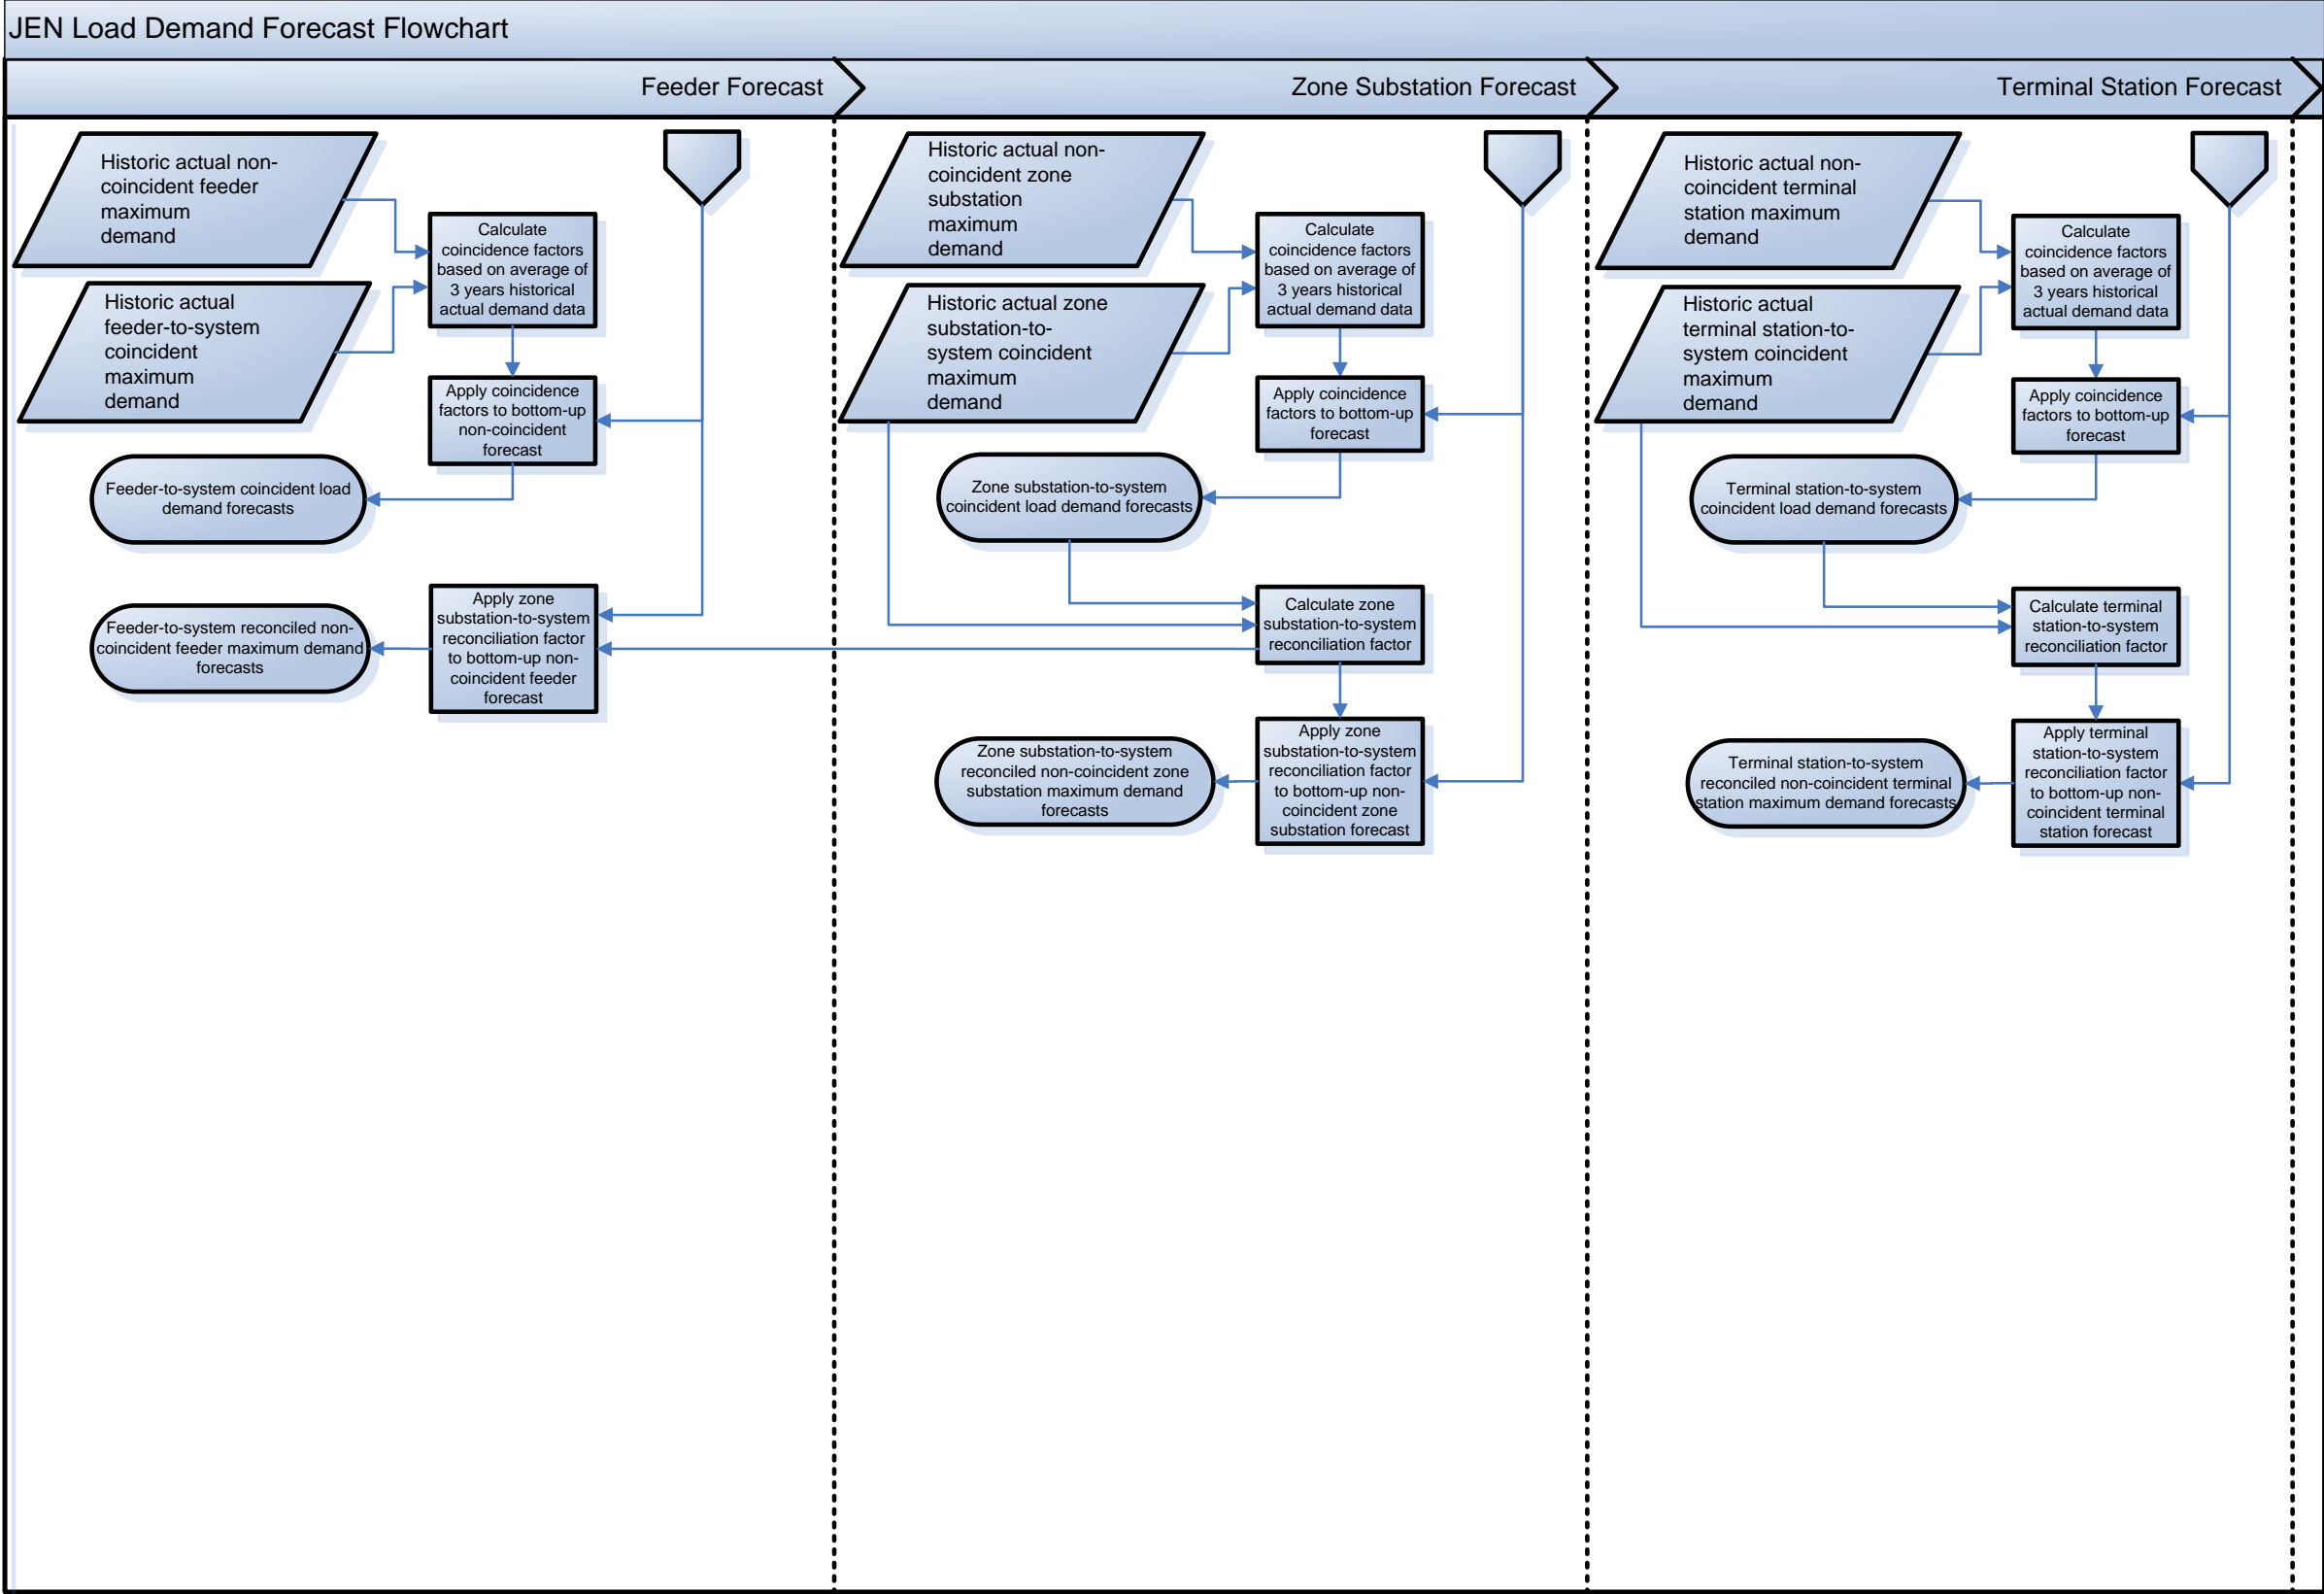 JEN Load Demand Forecast Flowchart
Feeder Forecast
Zone Substation Forecast
Terminal Station Forecast
Historic actual non-
coincident feeder
maximum
demand
Calculate
coincidence factors
based on average of
3 years historical
actual demand data
Historic actual
feeder-to-system
coincident
maximum
demand
Apply coincidence
factors to bottom-up
non-coincident
forecast
Feeder-to-system coincident load
demand forecasts
Apply zone
substation-to-system
reconciliation factor
to bottom-up non-
coincident feeder
forecast
Feeder-to-system reconciled non-
coincident feeder maximum demand
forecasts
Historic actual non-
coincident zone
substation
maximum
demand
Calculate
coincidence factors
based on average of
3 years historical
actual demand data
Historic actual zone
substation-to-
system coincident
maximum
demand
Apply coincidence
factors to bottom-up
forecast
Zone substation-to-system
coincident load demand forecasts
Calculate zone
substation-to-system
reconciliation factor
Apply zone
substation-to-system
reconciliation factor
to bottom-up non-
coincident zone
substation forecast
Zone substation-to-system
reconciled non-coincident zone
substation maximum demand
forecasts
Historic actual non-
coincident terminal
station maximum
demand
Calculate
coincidence factors
based on average of
3 years historical
actual demand data
Historic actual
terminal station-to-
system coincident
maximum
demand
Apply coincidence
factors to bottom-up
forecast
Terminal station-to-system
coincident load demand forecasts
Calculate terminal
station-to-system
reconciliation factor
Apply terminal
station-to-system
reconciliation factor
to bottom-up non-
coincident terminal
station forecast
Terminal station-to-system
reconciled non-coincident terminal
station maximum demand forecasts